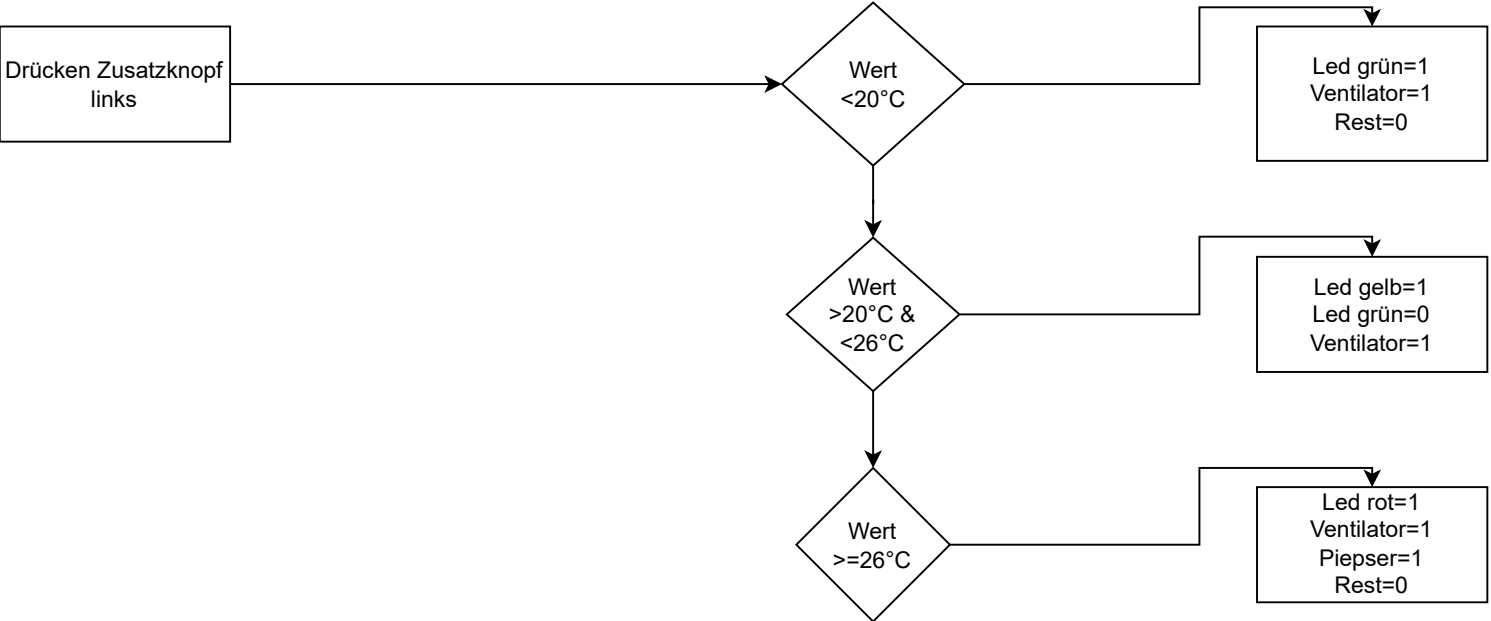 Drücken Zusatzknopf
links
Wert
<20°C
Led grün=1
Ventilator=1
Rest=0
Wert
>20°C &
<26°C
Led gelb=1
Led grün=0
Ventilator=1
Wert
>=26°C
Led rot=1
Ventilator=1
Piepser=1
Rest=0